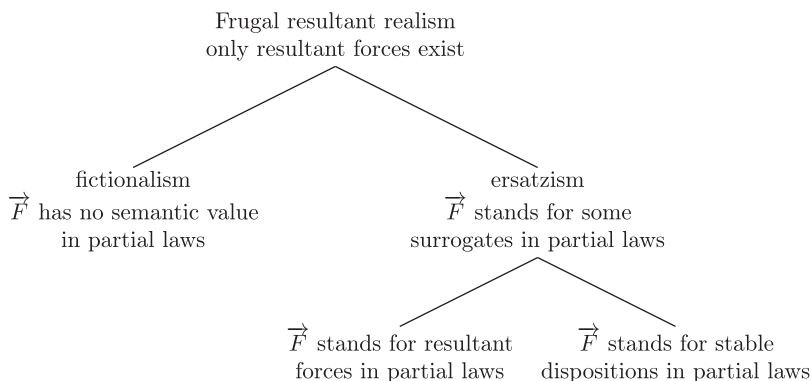 Frugal resultant realism
only resultant forces exist
fictionalism
$\overrightarrow{F}$ has no semantic value
in partial laws
ersatzism
$\overrightarrow{F}$ stands for some
surrogates in partial laws
$\overrightarrow{F}$ stands for resultant
forces in partial laws
$\overrightarrow{F}$ stands for stable
dispositions in partial laws